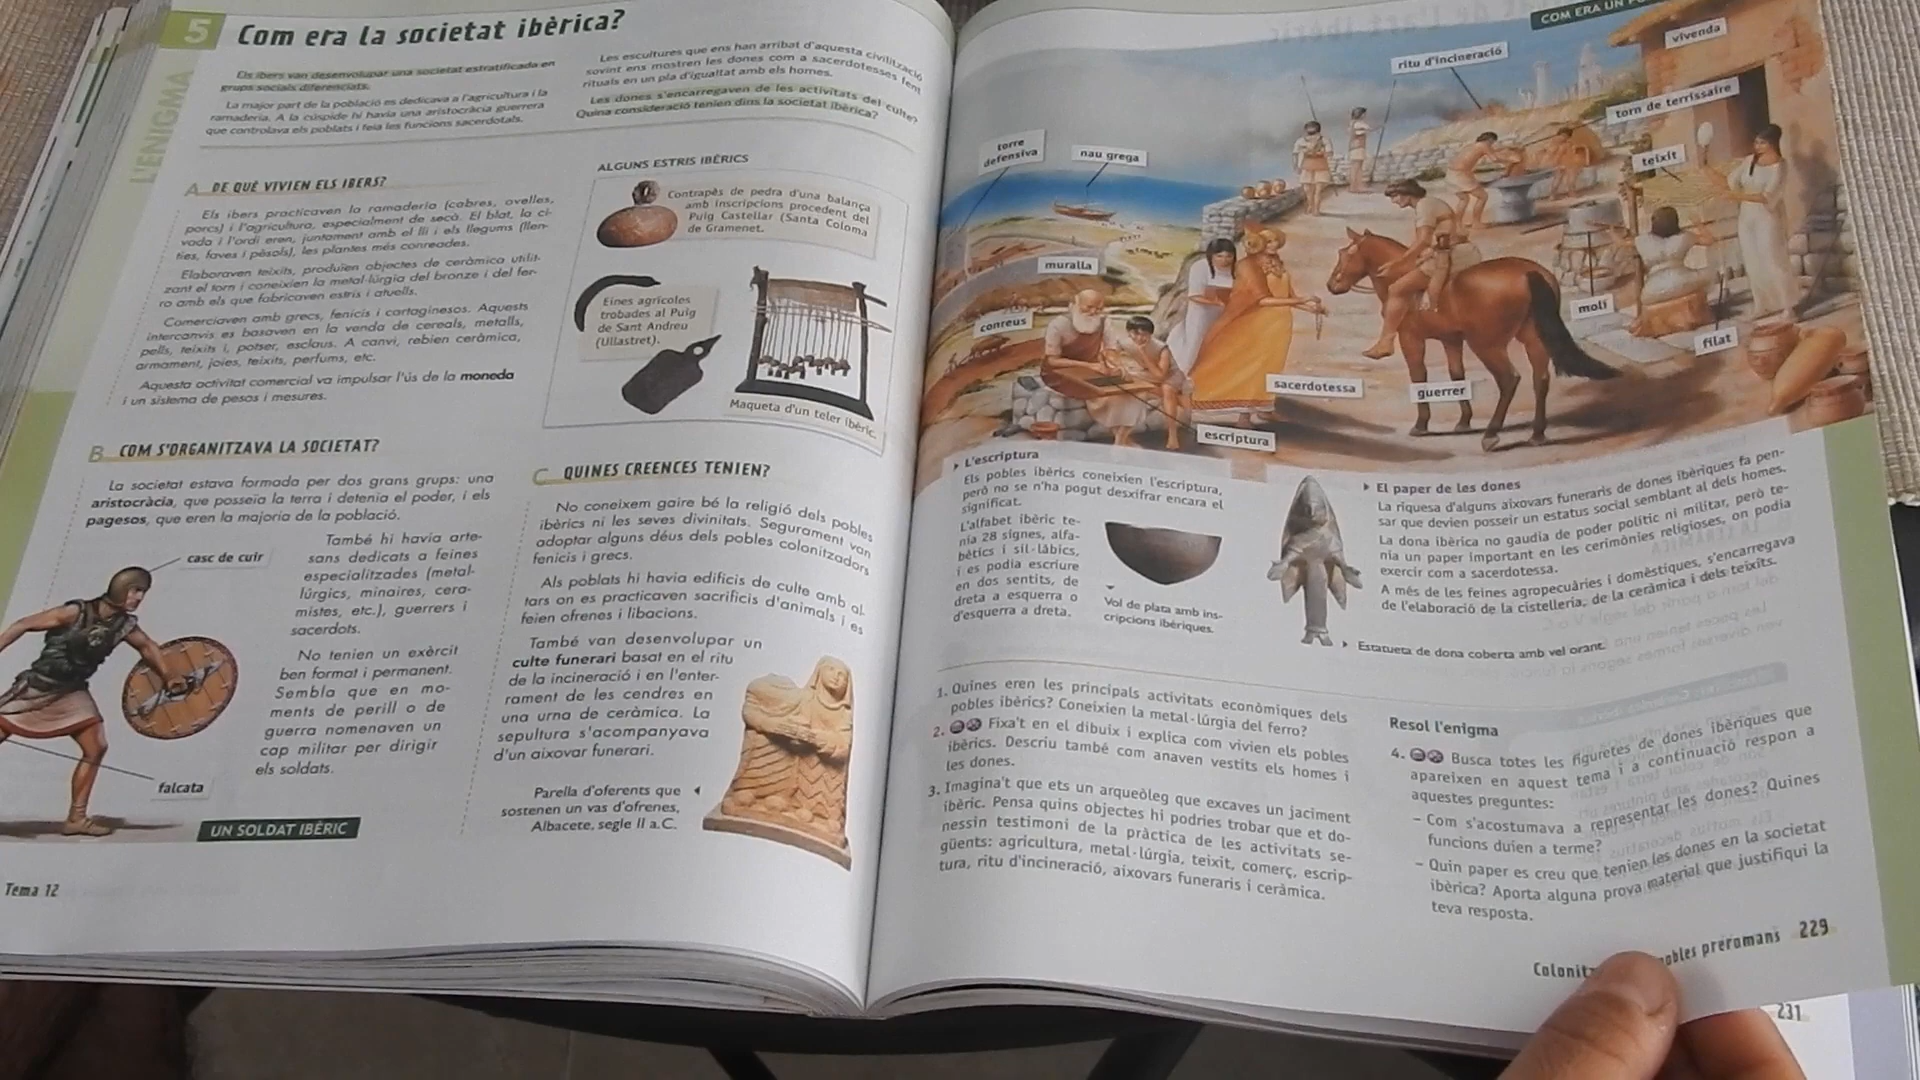 5 Com era la societat ibèrica?
L'ENIGMA
Els ibers van desenvolupar una societat estratificada en
grups socials diferenciats.
La major part de la població es dedicava a l'agricultura i la
ramaderia. A la cúspide hi havia una aristocràcia guerrera
que controlava els poblats i feia les funcions sacerdotals.
Les escultures que ens han arribat d'aquesta civilització
sovint ens mostren les dones com a sacerdotesses fent
rituals en un pla d'igualtat amb els homes.
Les dones s'encarregaven de les activitats del culte?
Quina consideració tenien dins la societat ibèrica?
A DE QUÈ VIVIEN ELS IBERS?
Els ibers practicaven la ramaderia (cabres, ovelles,
porcs) i l'agricultura, especialment de secà. El blat, la ci-
vada i l'ordi eren, juntament amb el lli i els llegums (llen-
ties, faves i pèsols), les plantes més conreades.
Elaboraven teixits, produïen objectes de ceràmica utilit-
zant el torn i coneixien la metal·lúrgia del bronze i del fer-
ro amb els que fabricaven estris i atuells.
Comerciaven amb grecs, fenicis i cartaginesos. Aquests
intercanvis es basaven en la venda de cereals, metalls,
pells, teixits i, potser, esclaus. A canvi, rebien ceràmica,
armament, joies, teixits, perfums, etc.
Aquesta activitat comercial va impulsar l'ús de la moneda
i un sistema de pesos i mesures.
ALGUNS ESTRIS IBÈRICS
Contrapès de pedra d'una balança
amb inscripcions procedent del
Puig Castellar (Santa Coloma
de Gramenet).
Eines agrícoles
trobades al Puig
de Sant Andreu
(Ullastret).
Maqueta d'un teler ibèric.
B COM S'ORGANITZAVA LA SOCIETAT?
La societat estava formada per dos grans grups: una
aristocràcia, que posseïa la terra i detenia el poder, i els
pagesos, que eren la majoria de la població.
També hi havia arte-
sans dedicats a feines
especialitzades (metal-
lúrgics, minaires, cera-
mistes, etc.), guerrers i
sacerdots.
No tenien un exèrcit
ben format i permanent.
Sembla que en mo-
ments de perill o de
guerra nomenaven un
cap militar per dirigir
els soldats.
casc de cuir
falcata
UN SOLDAT IBÈRIC
C QUINES CREENCES TENIEN?
No coneixem gaire bé la religió dels pobles
ibèrics ni les seves divinitats. Segurament van
adoptar alguns déus dels pobles colonitzadors
fenicis i grecs.
Als poblats hi havia edificis de culte amb al-
tars on es practicaven sacrificis d'animals i es
feien ofrenes i libacions.
També van desenvolupar un
culte funerari basat en el ritu
de la incineració i en l'enter-
rament de les cendres en
una urna de ceràmica. La
sepultura s'acompanyava
d'un aixovar funerari.
Parella d'oferents que
sostenen un vas d'ofrenes,
Albacete, segle II a.C.
Tema 12
COM ERA UN
vivenda
ritu d'incineració
torn de terrissaire
torre
defensiva
nau grega
teixit
muralla
conreus
molí
filat
sacerdotessa
guerrer
escriptura
L'escriptura
Els pobles ibèrics coneixien l'escriptura,
però no se n'ha pogut desxifrar encara el
significat.
L'alfabet ibèric te-
nia 28 signes, alfa-
bètics i sil·làbics,
i es podia escriure
en dos sentits, de
dreta a esquerra o
d'esquerra a dreta.
Vol de plata amb ins-
cripcions ibèriques.
El paper de les dones
La riquesa d'alguns aixovars funeraris de dones ibèriques fa pen-
sar que devien posseir un estatus social semblant al dels homes.
La dona ibèrica no gaudia de poder polític ni militar, però te-
nia un paper important en les cerimònies religioses, on podia
exercir com a sacerdotessa.
A més de les feines agropecuàries i domèstiques, s'encarregava
de l'elaboració de la cistelleria, de la ceràmica i dels teixits.
Estatueta de dona coberta amb vel orant.
1. Quines eren les principals activitats econòmiques dels
pobles ibèrics? Coneixien la metal·lúrgia del ferro?
2. Fixa't en el dibuix i explica com vivien els pobles
ibèrics. Descriu també com anaven vestits els homes i
les dones.
3. Imagina't que ets un arqueòleg que excaves un jaciment
ibèric. Pensa quins objectes hi podries trobar que et do-
nessin testimoni de la pràctica de les activitats se-
güents: agricultura, metal·lúrgia, teixit, comerç, escrip-
tura, ritu d'incineració, aixovars funeraris i ceràmica.
Resol l'enigma
4. Busca totes les figuretes de dones ibèriques que
apareixen en aquest tema i a continuació respon a
aquestes preguntes:
– Com s'acostumava a representar les dones? Quines
funcions duien a terme?
– Quin paper es creu que tenien les dones en la societat
ibèrica? Aporta alguna prova material que justifiqui la
teva resposta.
pobles preromans 229
231